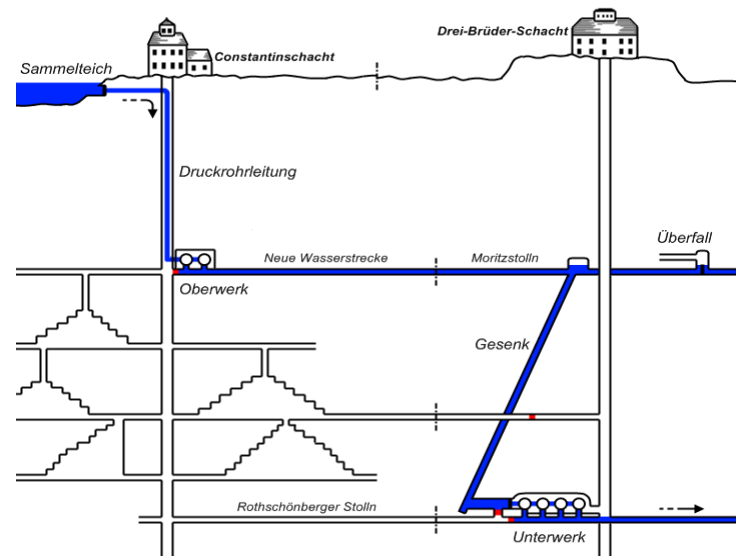 Drei-Brüder-Schacht
Constantinschacht
Sammelteich
Druckrohrleitung
Überfall
Neue Wasserstrecke
Moritzstolln
Oberwerk
Gesenk
Rothschönberger Stolln
Unterwerk